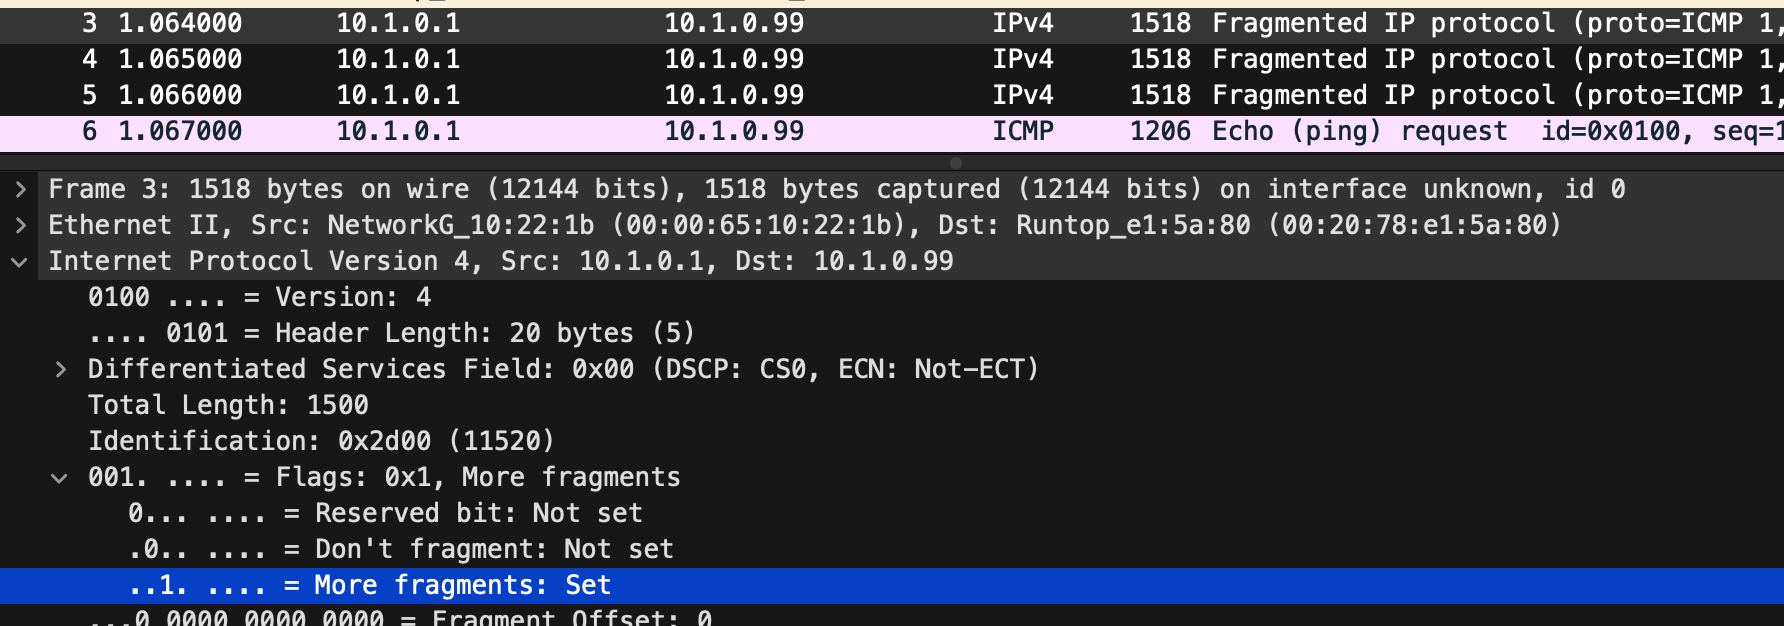 3 1.064000 10.1.0.1 10.1.0.99 IPv4 1518 Fragmented IP protocol (proto=ICMP 1,
4 1.065000 10.1.0.1 10.1.0.99 IPv4 1518 Fragmented IP protocol (proto=ICMP 1,
5 1.066000 10.1.0.1 10.1.0.99 IPv4 1518 Fragmented IP protocol (proto=ICMP 1,
6 1.067000 10.1.0.1 10.1.0.99 ICMP 1206 Echo (ping) request id=0x0100, seq=1
Frame 3: 1518 bytes on wire (12144 bits), 1518 bytes captured (12144 bits) on interface unknown, id 0
Ethernet II, Src: NetworkG_10:22:1b (00:00:65:10:22:1b), Dst: Runtop_e1:5a:80 (00:20:78:e1:5a:80)
Internet Protocol Version 4, Src: 10.1.0.1, Dst: 10.1.0.99
0100 .... = Version: 4
.... 0101 = Header Length: 20 bytes (5)
Differentiated Services Field: 0x00 (DSCP: CS0, ECN: Not-ECT)
Total Length: 1500
Identification: 0x2d00 (11520)
001. .... = Flags: 0x1, More fragments
0... .... = Reserved bit: Not set
.0.. .... = Don't fragment: Not set
..1. .... = More fragments: Set
...0 0000 0000 0000 = Fragment Offset: 0